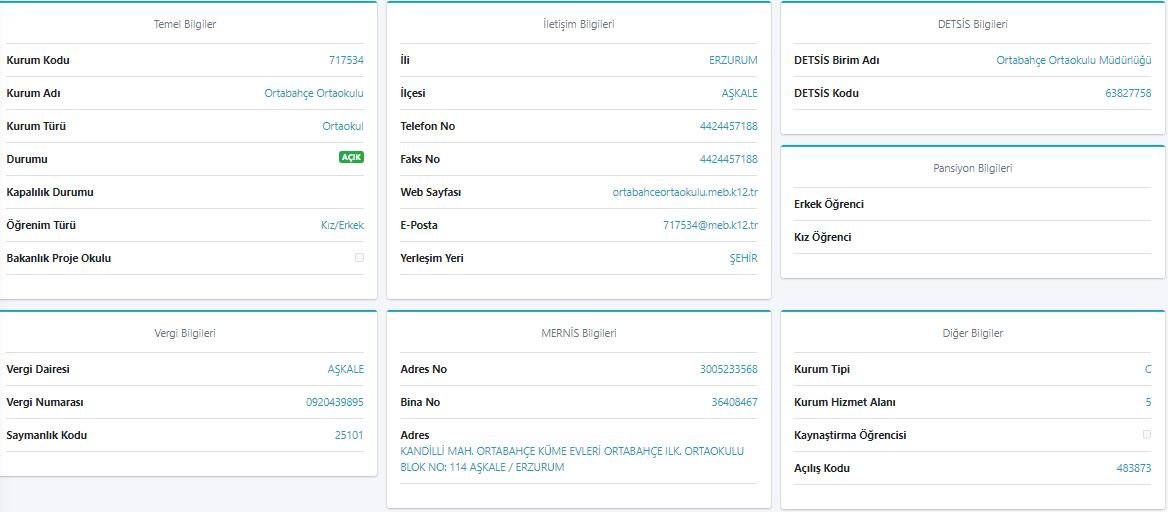 Temel Bilgiler
Kurum Kodu 717534
Kurum Adı Ortabahçe Ortaokulu
Kurum Türü Ortaokul
Durumu AÇIK
Kapalılık Durumu
Öğrenim Türü Kız/Erkek
Bakanlık Proje Okulu
İletişim Bilgileri
İli ERZURUM
İlçesi AŞKALE
Telefon No 4424457188
Faks No 4424457188
Web Sayfası ortabahceortaokulu.meb.k12.tr
E-Posta 717534@meb.k12.tr
Yerleşim Yeri ŞEHİR
DETSİS Bilgileri
DETSİS Birim Adı Ortabahçe Ortaokulu Müdürlüğü
DETSİS Kodu 63827758
Pansiyon Bilgileri
Erkek Öğrenci
Kız Öğrenci
Vergi Bilgileri
Vergi Dairesi AŞKALE
Vergi Numarası 0920439895
Saymanlık Kodu 25101
MERNİS Bilgileri
Adres No 3005233568
Bina No 36408467
Adres
KANDİLLİ MAH. ORTABAHÇE KÜME EVLERİ ORTABAHÇE ILK. ORTAOKULU
BLOK NO: 114 AŞKALE / ERZURUM
Diğer Bilgiler
Kurum Tipi C
Kurum Hizmet Alanı 5
Kaynaştırma Öğrencisi
Açılış Kodu 483873